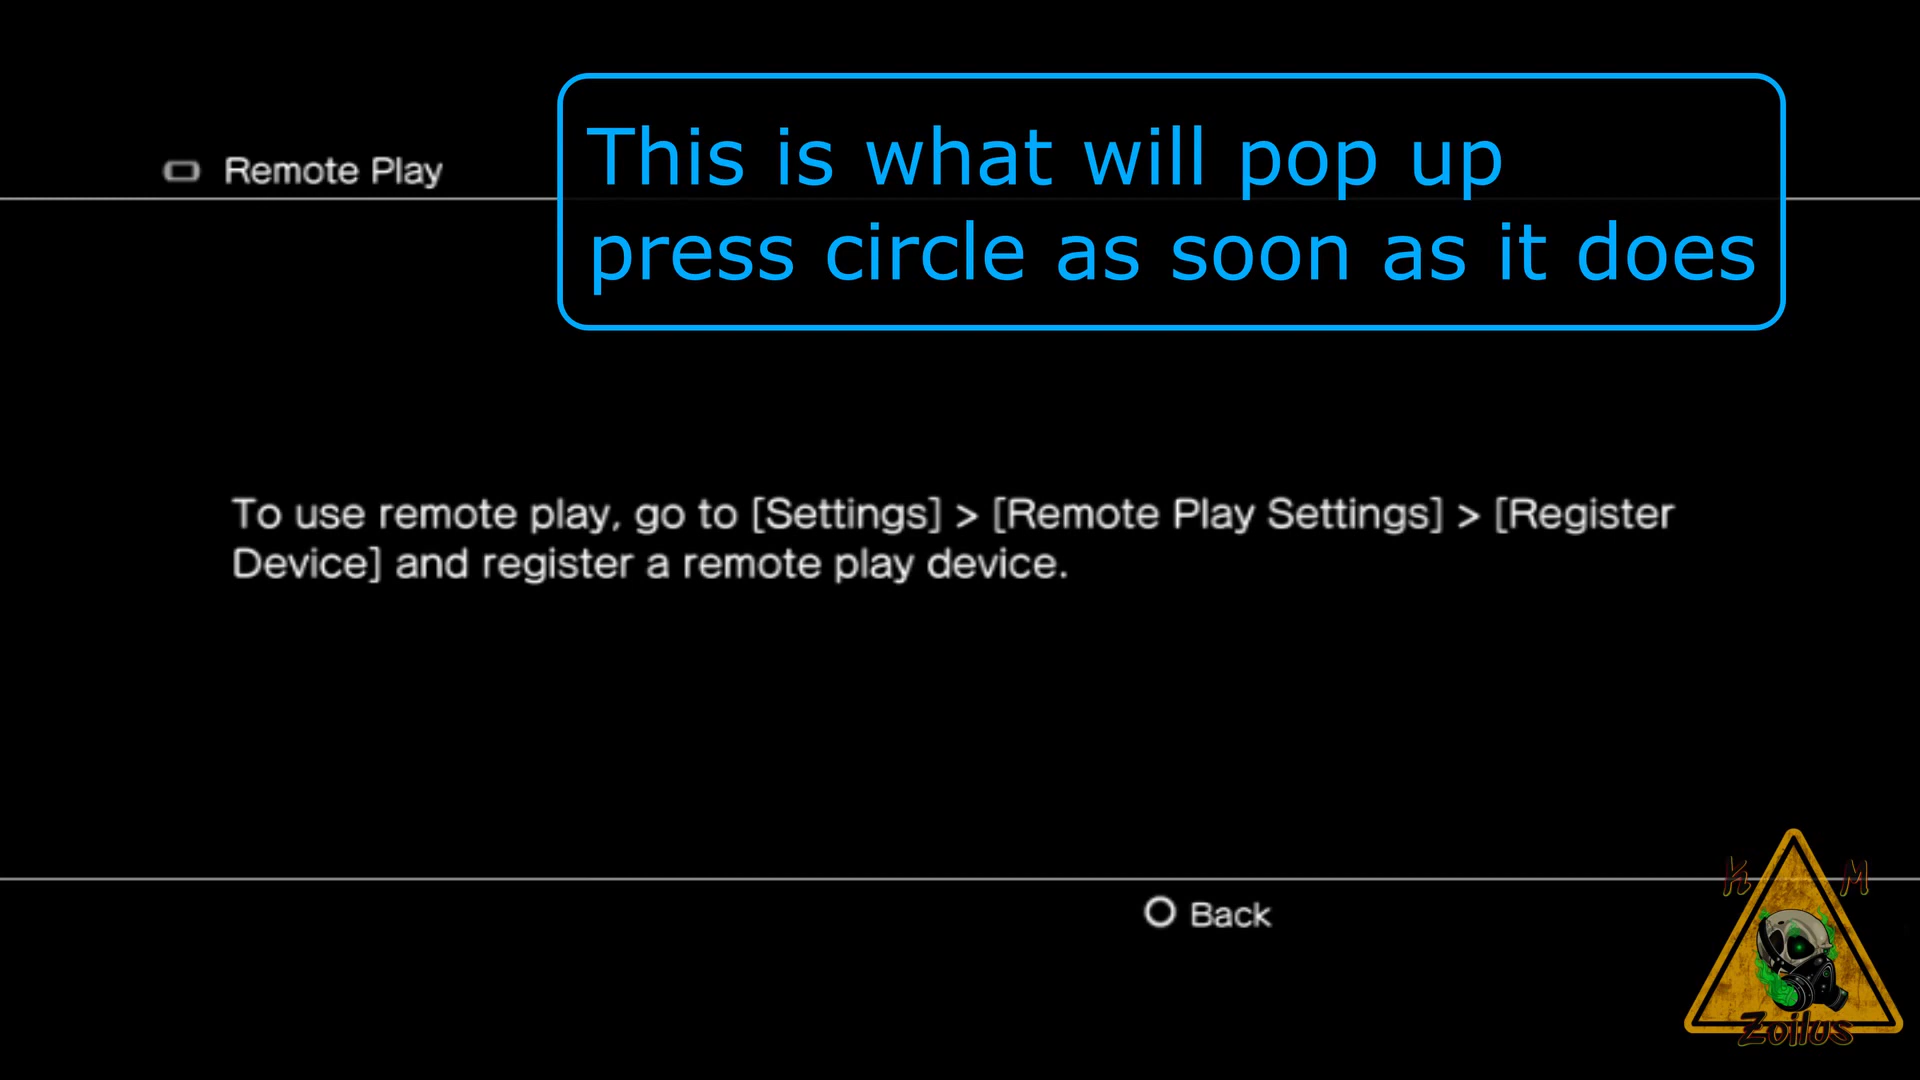 This is what will pop up
press circle as soon as it does
Remote Play
To use remote play, go to [Settings] > [Remote Play Settings] > [Register
Device] and register a remote play device.
Back
K M
Zoilus